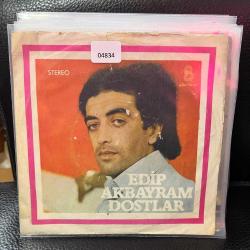 04834
STEREO
EDİP
AKBAYRAM
DOSTLAR